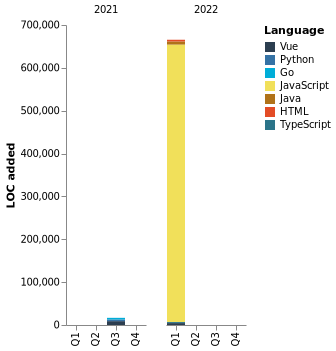 2021 2022
Language
Vue
Python
Go
JavaScript
Java
HTML
TypeScript
LOC added
700,000
600,000
500,000
400,000
300,000
200,000
100,000
0
Q1 Q2 Q3 Q4 Q1 Q2 Q3 Q4